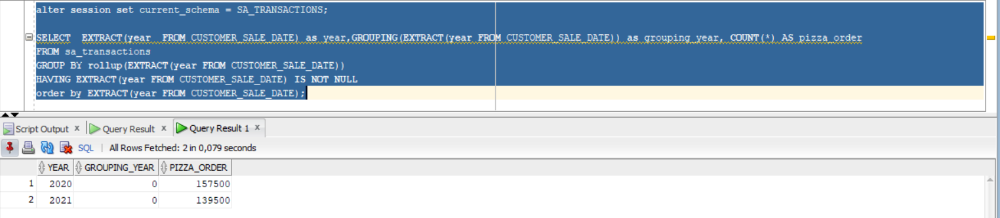 alter session set current_schema = SA_TRANSACTIONS;
SELECT  EXTRACT(year  FROM CUSTOMER_SALE_DATE) as year,GROUPING(EXTRACT(year FROM CUSTOMER_SALE_DATE)) as grouping_year, COUNT(*) AS pizza_order
FROM sa_transactions
GROUP BY rollup(EXTRACT(year FROM CUSTOMER_SALE_DATE))
HAVING EXTRACT(year FROM CUSTOMER_SALE_DATE) IS NOT NULL
order by EXTRACT(year FROM CUSTOMER_SALE_DATE);
Script Output x Query Result x Query Result 1 x
SQL | All Rows Fetched: 2 in 0,079 seconds
YEAR GROUPING_YEAR PIZZA_ORDER
1 2020 0 157500
2 2021 0 139500